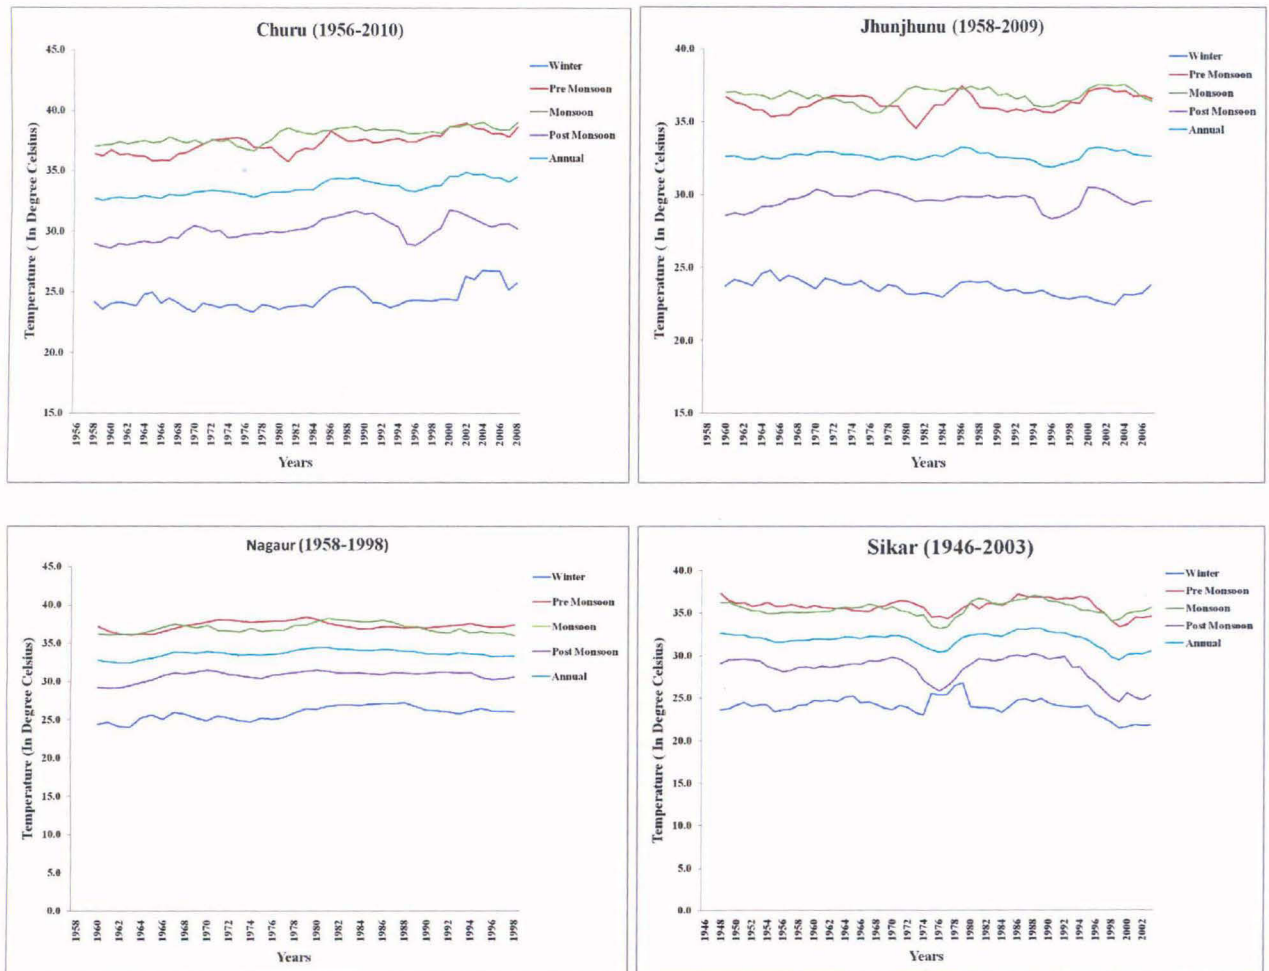 Churu (1956-2010)
45.0
40.0
35.0
30.0
25.0
20.0
15.0
Temperature ( In Degree Celsius)
1956 1958 1960 1962 1964 1966 1968 1970 1972 1974 1976 1978 1980 1982 1984 1986 1988 1990 1992 1994 1996 1998 2000 2002 2004 2006 2008
Years
Winter
Pre Monsoon
Monsoon
Post Monsoon
Annual
Jhunjhunu (1958-2009)
40.0
35.0
30.0
25.0
20.0
15.0
Temperature ( In Degree Celsius)
1958 1960 1962 1964 1966 1968 1970 1972 1974 1976 1978 1980 1982 1984 1986 1988 1990 1992 1994 1996 1998 2000 2002 2004 2006
Years
Winter
Pre Monsoon
Monsoon
Post Monsoon
Annual
Nagaur (1958-1998)
45.0
40.0
35.0
30.0
25.0
20.0
15.0
10.0
5.0
0.0
Temperature (In Degree Celsius)
1958 1960 1962 1964 1966 1968 1970 1972 1974 1976 1978 1980 1982 1984 1986 1988 1990 1992 1994 1996 1998
Years
Winter
Pre Monsoon
Monsoon
Post Monsoon
Annual
Sikar (1946-2003)
40.0
35.0
30.0
25.0
20.0
15.0
10.0
5.0
0.0
Temperature ( In Degree Celsius)
1946 1948 1950 1952 1954 1956 1958 1960 1962 1964 1966 1968 1970 1972 1974 1976 1978 1980 1982 1984 1986 1988 1990 1992 1994 1996 1998 2000 2002
Years
Winter
Pre Monsoon
Monsoon
Post Monsoon
Annual